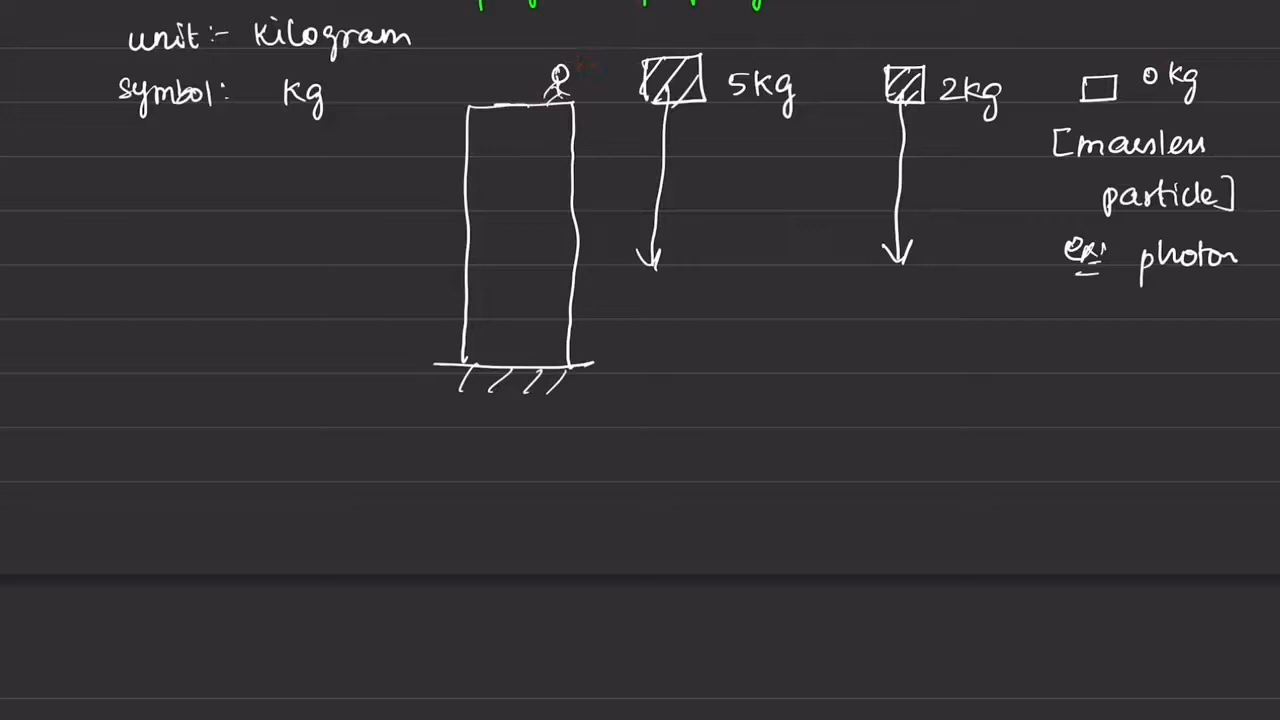 unit:- kilogram
symbol: kg
5kg
2kg
0kg
[massless
particle]
ex: photon